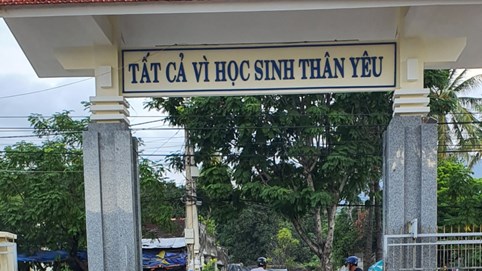 TẤT CẢ VÌ HỌC SINH THÂN YÊU